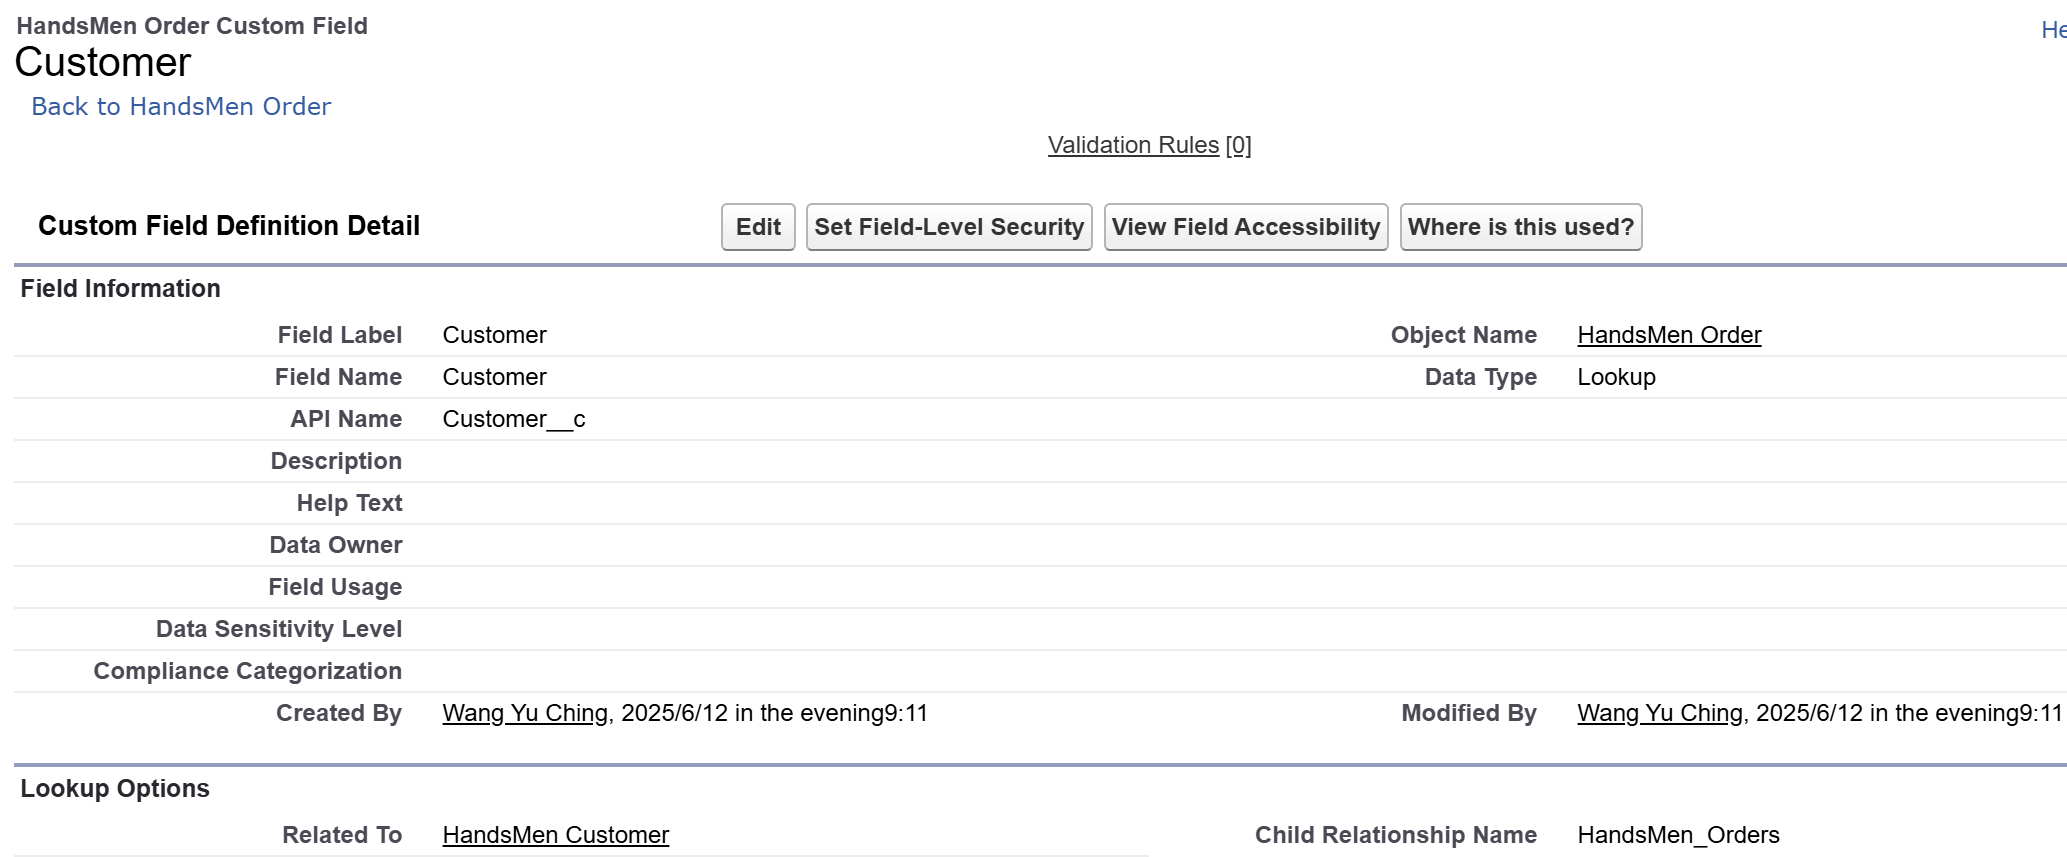 HandsMen Order Custom Field
Customer
Back to HandsMen Order
Validation Rules [0]
Custom Field Definition Detail Edit Set Field-Level Security View Field Accessibility Where is this used?
Field Information
Field Label Customer Object Name HandsMen Order
Field Name Customer Data Type Lookup
API Name Customer__c
Description
Help Text
Data Owner
Field Usage
Data Sensitivity Level
Compliance Categorization
Created By Wang Yu Ching, 2025/6/12 in the evening9:11 Modified By Wang Yu Ching, 2025/6/12 in the evening9:11
Lookup Options
Related To HandsMen Customer Child Relationship Name HandsMen_Orders